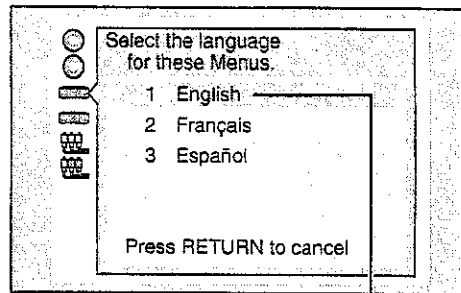 Select the language
for these Menus.
1 English
2 Français
3 Español
Press RETURN to cancel